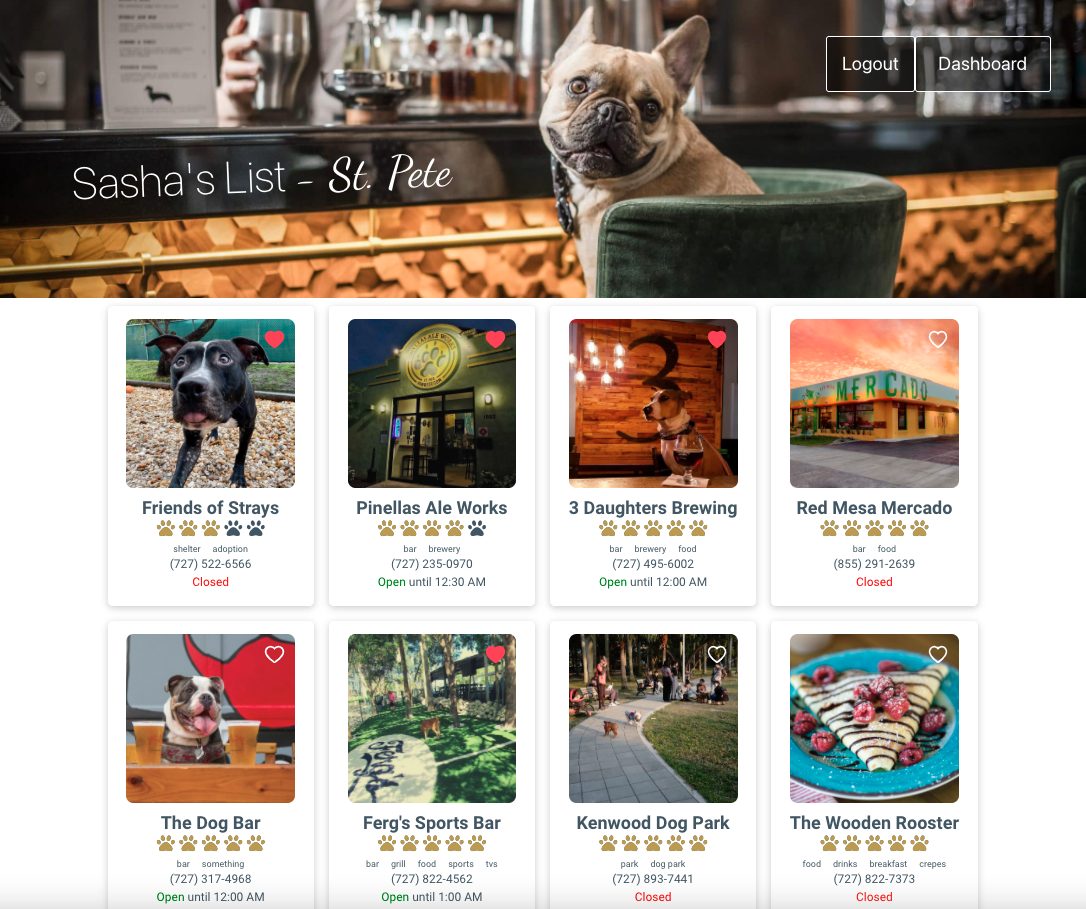 Logout
Dashboard
Sasha's List - St. Pete
3
MERCADO
Friends of Strays
Pinellas Ale Works
3 Daughters Brewing
Red Mesa Mercado
shelter adoption
bar brewery
bar brewery food
bar food
(727) 522-6566
(727) 235-0970
(727) 495-6002
(855) 291-2639
Closed
Open until 12:30 AM
Open until 12:00 AM
Closed
The Dog Bar
Ferg's Sports Bar
Kenwood Dog Park
The Wooden Rooster
bar something
bar grill food sports tvs
park dog park
food drinks breakfast crepes
(727) 317-4968
(727) 822-4562
(727) 893-7441
(727) 822-7373
Open until 12:00 AM
Open until 1:00 AM
Closed
Closed